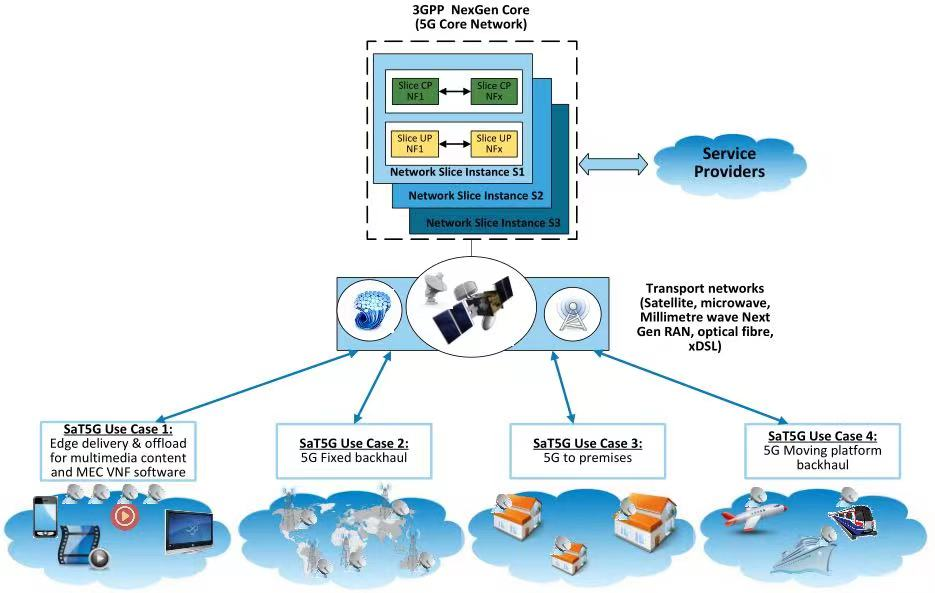 3GPP NexGen Core
(5G Core Network)
Slice CP
NF1
Slice CP
NFx
Slice UP
NF1
Slice UP
NFx
Network Slice Instance S1
Network Slice Instance S2
Network Slice Instance S3
Service
Providers
Transport networks
(Satellite, microwave,
Millimetre wave Next
Gen RAN, optical fibre,
xDSL)
SaT5G Use Case 1:
Edge delivery & offload
for multimedia content
and MEC VNF software
SaT5G Use Case 2:
5G Fixed backhaul
SaT5G Use Case 3:
5G to premises
SaT5G Use Case 4:
5G Moving platform
backhaul